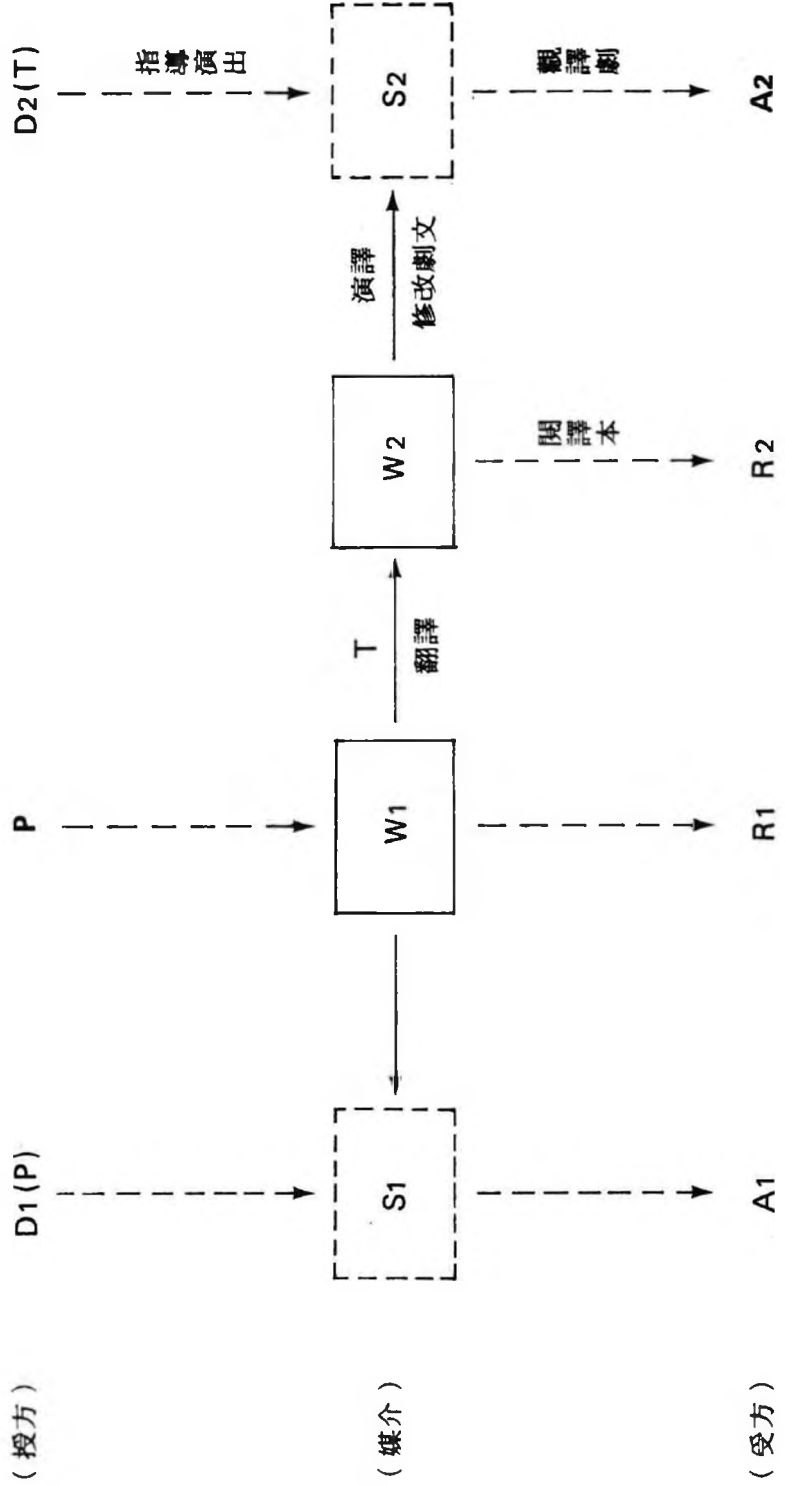 (授方) D1(P) P D2(T)
指導演出
(媒介) S1 W1 T W2 演譯 S2
翻譯 修改劇文
閱譯本 觀譯劇
(受方) A1 R1 R2 A2